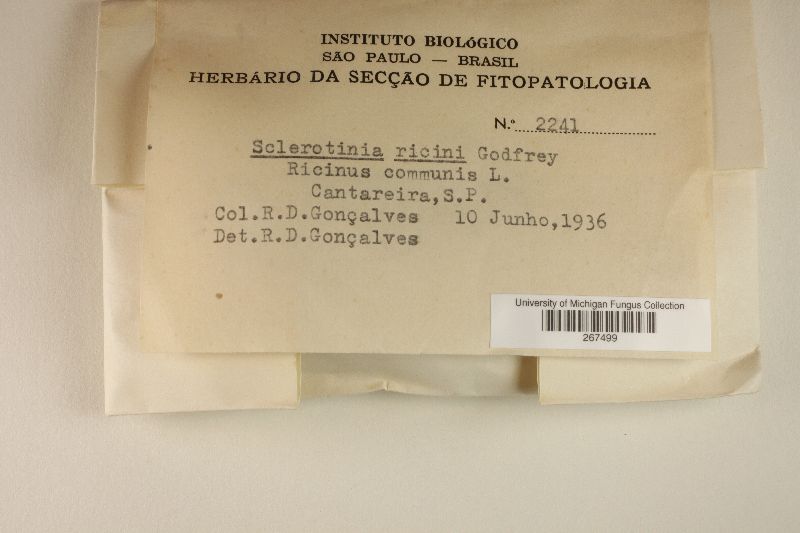 INSTITUTO BIOLÓGICO
SÃO PAULO — BRASIL
HERBÁRIO DA SECÇÃO DE FITOPATOLOGIA
N.º 2241
Sclerotinia ricini Godfrey
Ricinus communis L.
Cantareira,S.P.
Col.R.D.Gonçalves 10 Junho,1936
Det.R.D.Gonçalves
University of Michigan Fungus Collection
267499